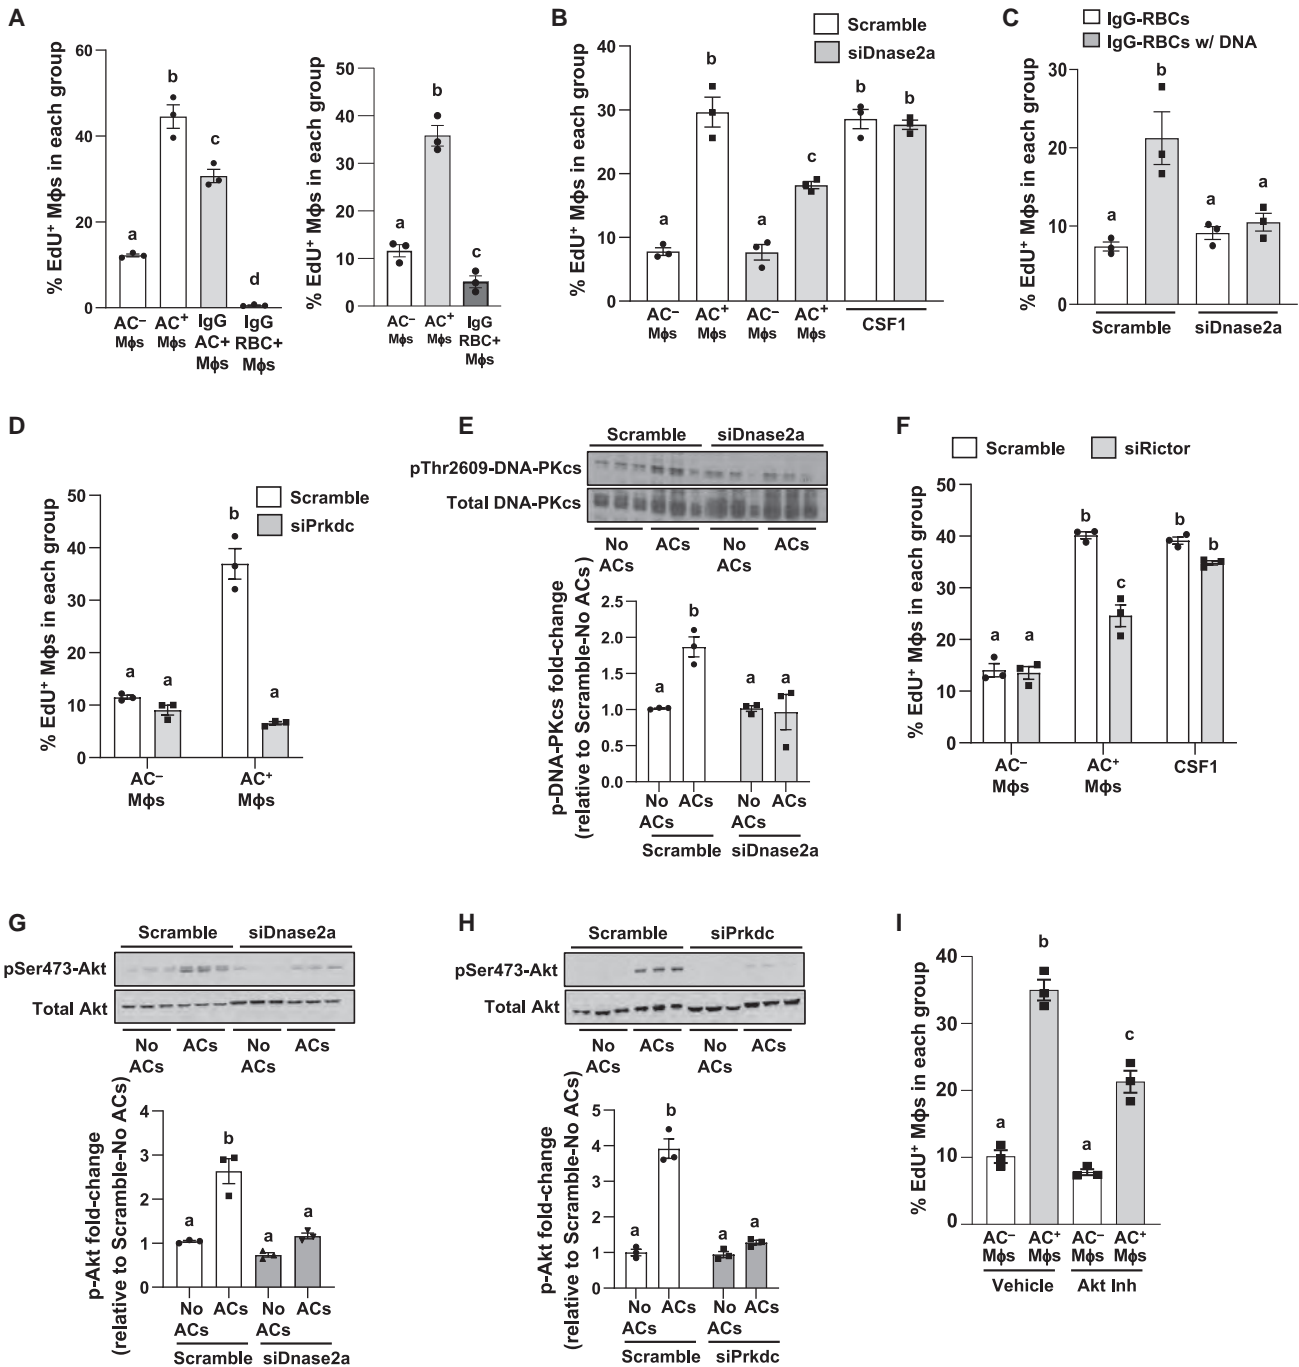 A
% EdU⁺ Mϕs in each group
60
40
20
0
a
b
c
d
AC⁻ Mϕs
AC⁺ Mϕs
IgG AC+ Mϕs
IgG RBC+ Mϕs
% EdU⁺ Mϕs in each group
50
40
30
20
10
0
a
b
c
AC⁻ Mϕs
AC⁺ Mϕs
IgG RBC+ Mϕs
B
Scramble
siDnase2a
% EdU⁺ Mϕs in each group
40
30
20
10
0
a
b
a
c
b
b
AC⁻ Mϕs
AC⁺ Mϕs
AC⁻ Mϕs
AC⁺ Mϕs
CSF1
C
IgG-RBCs
IgG-RBCs w/ DNA
% EdU⁺ Mϕs in each group
30
20
10
0
a
b
a
a
Scramble
siDnase2a
D
Scramble
siPrkdc
% EdU⁺ Mϕs in each group
50
40
30
20
10
0
a
a
b
a
AC⁻ Mϕs
AC⁺ Mϕs
E
Scramble
siDnase2a
pThr2609-DNA-PKcs
Total DNA-PKcs
No ACs
ACs
No ACs
ACs
p-DNA-PKcs fold-change
(relative to Scramble-No ACs)
2.5
2.0
1.5
1.0
0.5
0.0
a
b
a
a
No ACs
ACs
No ACs
ACs
Scramble
siDnase2a
F
Scramble
siRictor
% EdU⁺ Mϕs in each group
50
40
30
20
10
0
a
a
b
c
b
b
AC⁻ Mϕs
AC⁺ Mϕs
CSF1
G
Scramble
siDnase2a
pSer473-Akt
Total Akt
No ACs
ACs
No ACs
ACs
p-Akt fold-change
(relative to Scramble-No ACs)
4
3
2
1
0
a
b
a
a
No ACs
ACs
No ACs
ACs
Scramble
siDnase2a
H
Scramble
siPrkdc
pSer473-Akt
Total Akt
No ACs
ACs
No ACs
ACs
p-Akt fold-change
(relative to Scramble-No ACs)
5
4
3
2
1
0
a
b
a
a
No ACs
ACs
No ACs
ACs
Scramble
siPrkdc
I
% EdU⁺ Mϕs in each group
40
30
20
10
0
a
b
a
c
AC⁻ Mϕs
AC⁺ Mϕs
AC⁻ Mϕs
AC⁺ Mϕs
Vehicle
Akt Inh